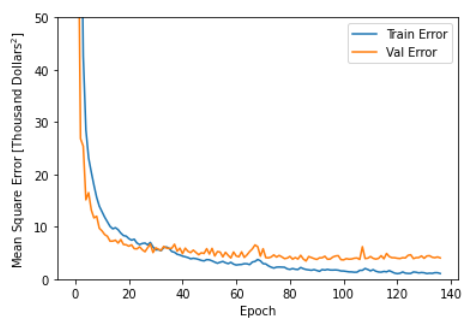 50
40
30
20
10
0
Mean Square Error [Thousand Dollars²]
Train Error
Val Error
0 20 40 60 80 100 120 140
Epoch